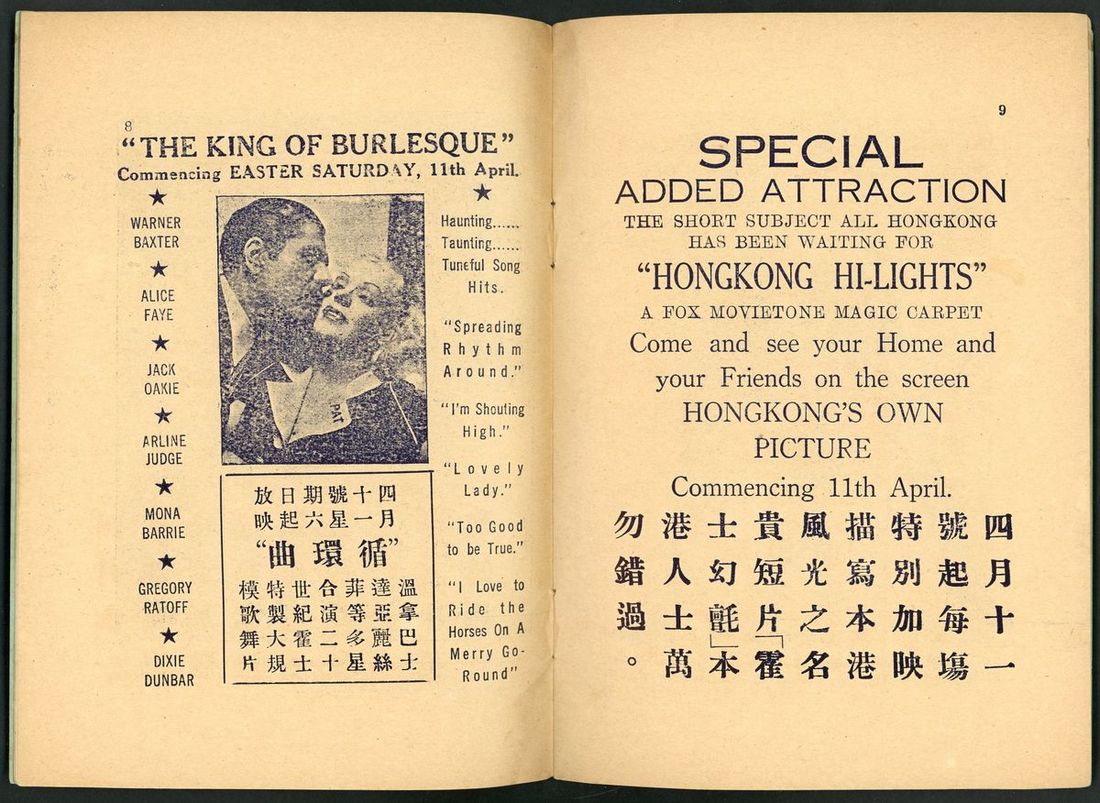 8
"THE KING OF BURLESQUE"
Commencing EASTER SATURDAY, 11th April.
★
WARNER
BAXTER
★
ALICE
FAYE
★
JACK
OAKIE
★
ARLINE
JUDGE
★
MONA
BARRIE
★
GREGORY
RATOFF
★
DIXIE
DUNBAR
★
Haunting......
Taunting......
Tuneful Song
Hits.
"Spreading
Rhythm
Around."
"I'm Shouting
High."
"Lovely
Lady."
"Too Good
to be True."
"I Love to
Ride the
Horses On A
Merry Go-
Round"
四月
十一
號星
期六
日起
放映
"循環曲"
溫拿巴士
達亞麗絲
菲等多星
合演二十
世紀霍士
特製大規
模歌舞片
9
SPECIAL
ADDED ATTRACTION
THE SHORT SUBJECT ALL HONGKONG
HAS BEEN WAITING FOR
"HONGKONG HI-LIGHTS"
A FOX MOVIETONE MAGIC CARPET
Come and see your Home and
your Friends on the screen
HONGKONG'S OWN
PICTURE
Commencing 11th April.
四月十一
號起每塲
特別加映
描寫本港
風光之名
貴短片「霍
士幻氈」本
港人士萬
勿錯過。